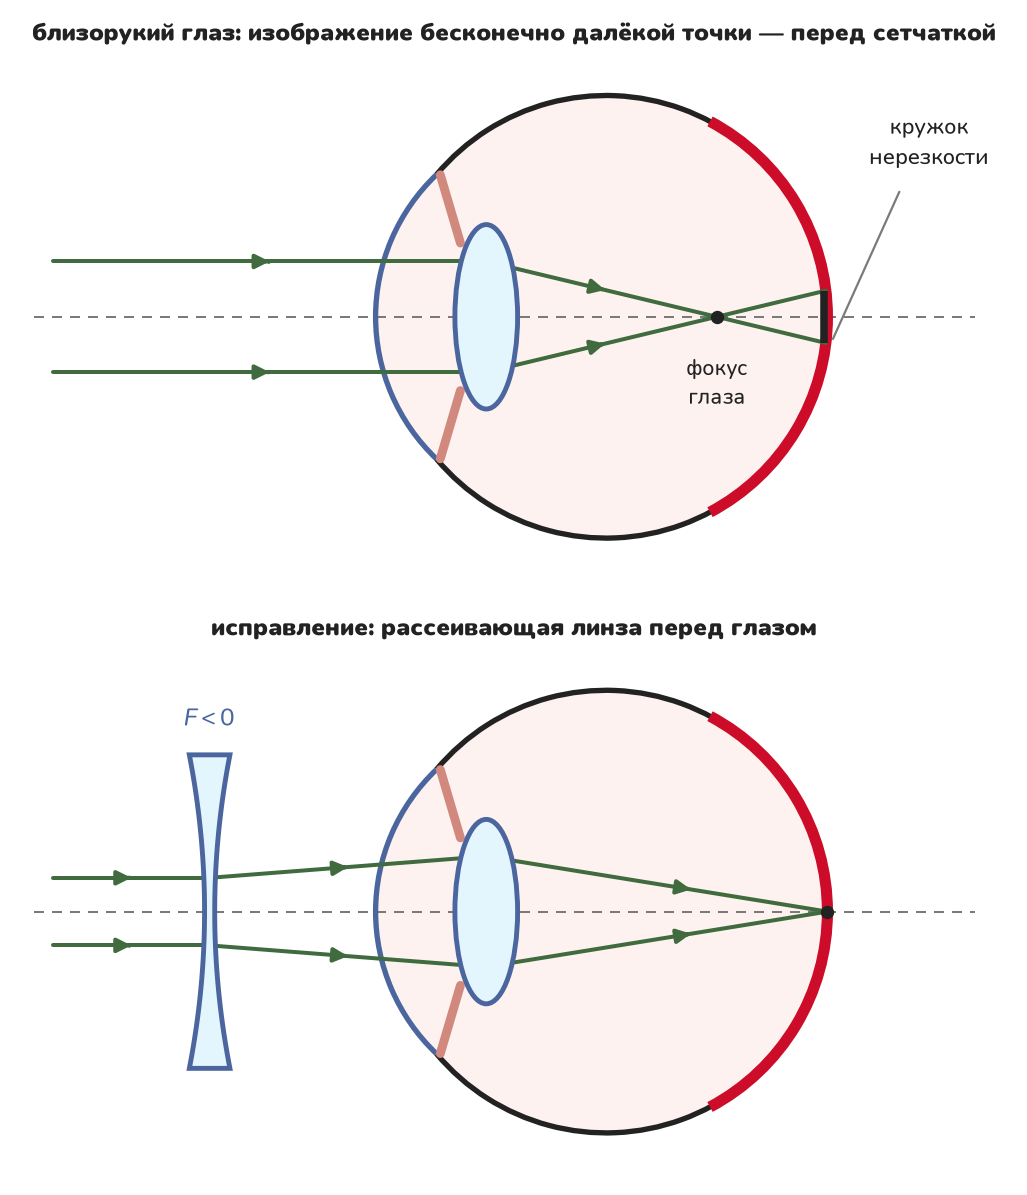 близорукий глаз: изображение бесконечно далёкой точки — перед сетчаткой
кружок
нерезкости
фокус
глаза
исправление: рассеивающая линза перед глазом
F < 0